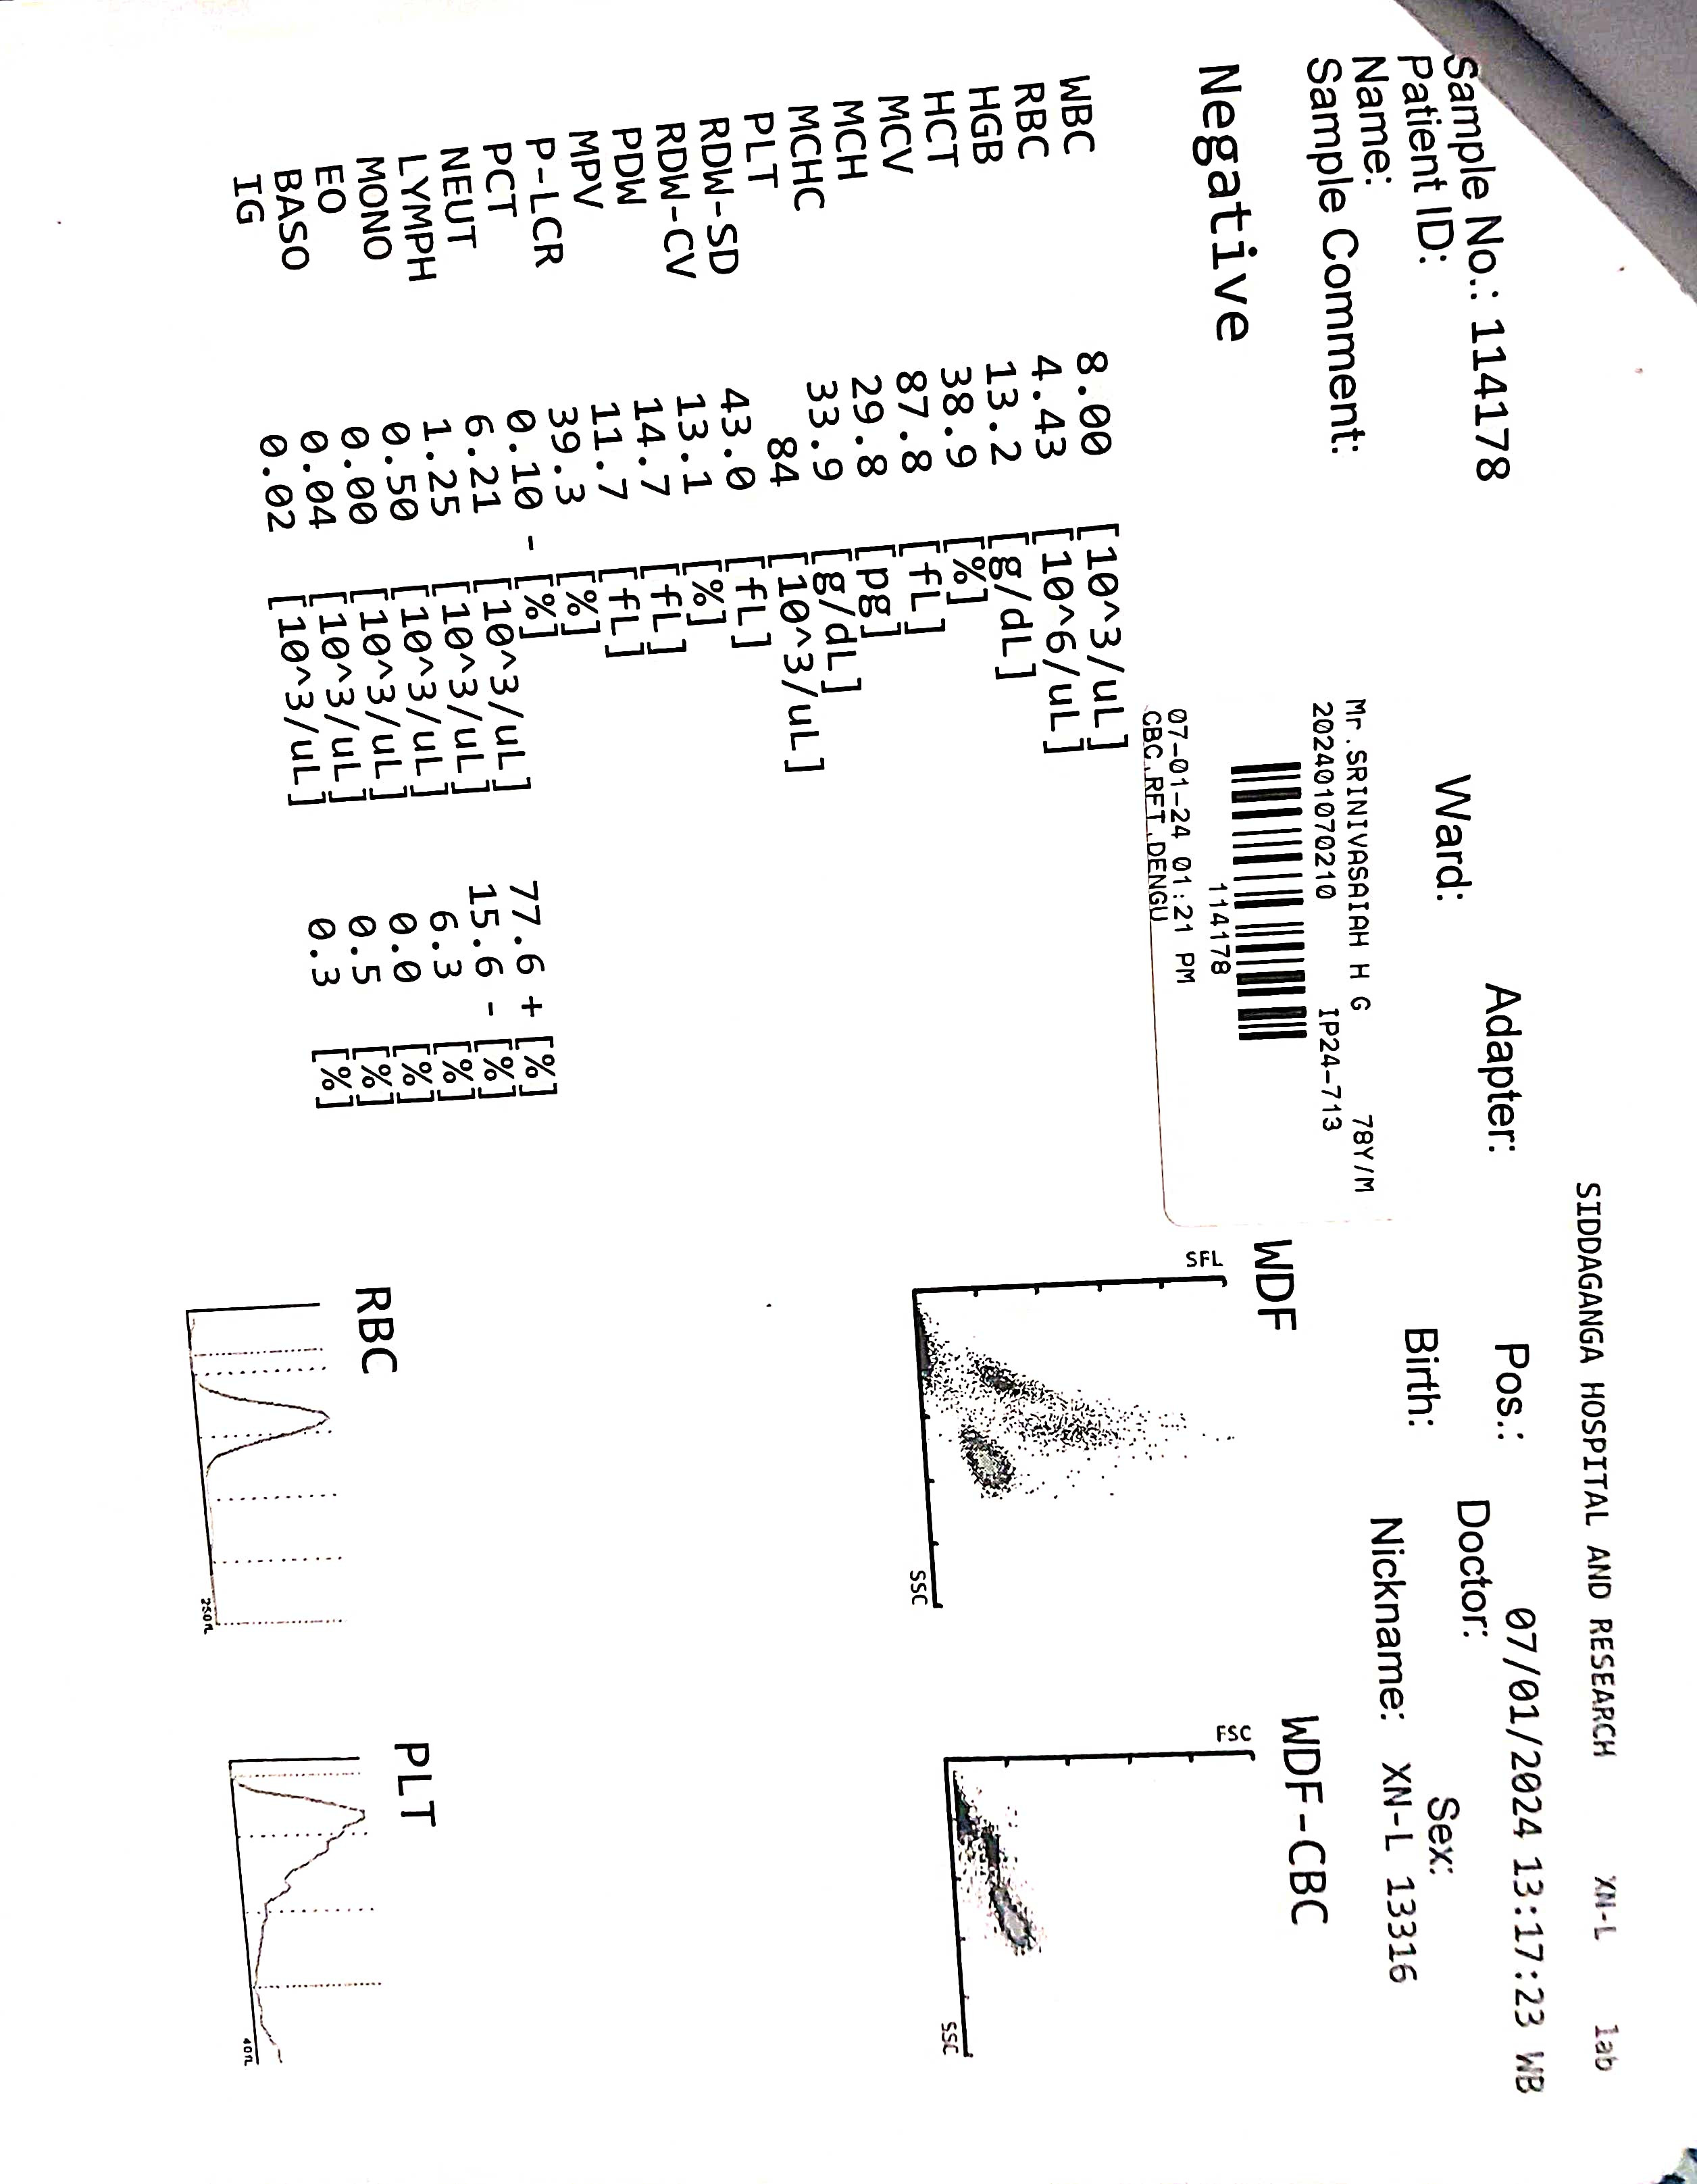 SIDDAGANGA HOSPITAL AND RESEARCH XN-L lab
Sample No.: 114178 Adapter: Pos.: 07/01/2024 13:17:23 WB
Patient ID: Ward: Doctor:
Name: Birth: Sex:
Sample Comment: Nickname: XN-L 13316
Mr.SRINIVASAIAH H G 78Y/M
202401070210 IP24-713
114178
07-01-24 01:21 PM
CBC,RFT,DENGU
Negative
WBC 8.00 [10^3/uL]
RBC 4.43 [10^6/uL]
HGB 13.2 [g/dL]
HCT 38.9 [%]
MCV 87.8 [fL]
MCH 29.8 [pg]
MCHC 33.9 [g/dL]
PLT 84 [10^3/uL]
RDW-SD 43.0 [fL]
RDW-CV 13.1 [%]
PDW 14.7 [fL]
MPV 11.7 [fL]
P-LCR 39.3 [%]
PCT 0.10 - [%]
NEUT 6.21 [10^3/uL] 77.6 + [%]
LYMPH 1.25 [10^3/uL] 15.6 - [%]
MONO 0.50 [10^3/uL] 6.3 [%]
EO 0.00 [10^3/uL] 0.0 [%]
BASO 0.04 [10^3/uL] 0.5 [%]
IG 0.02 [10^3/uL] 0.3 [%]
WDF
SFL
SSC
WDF-CBC
FSC
SSC
RBC
250fL
PLT
40fL